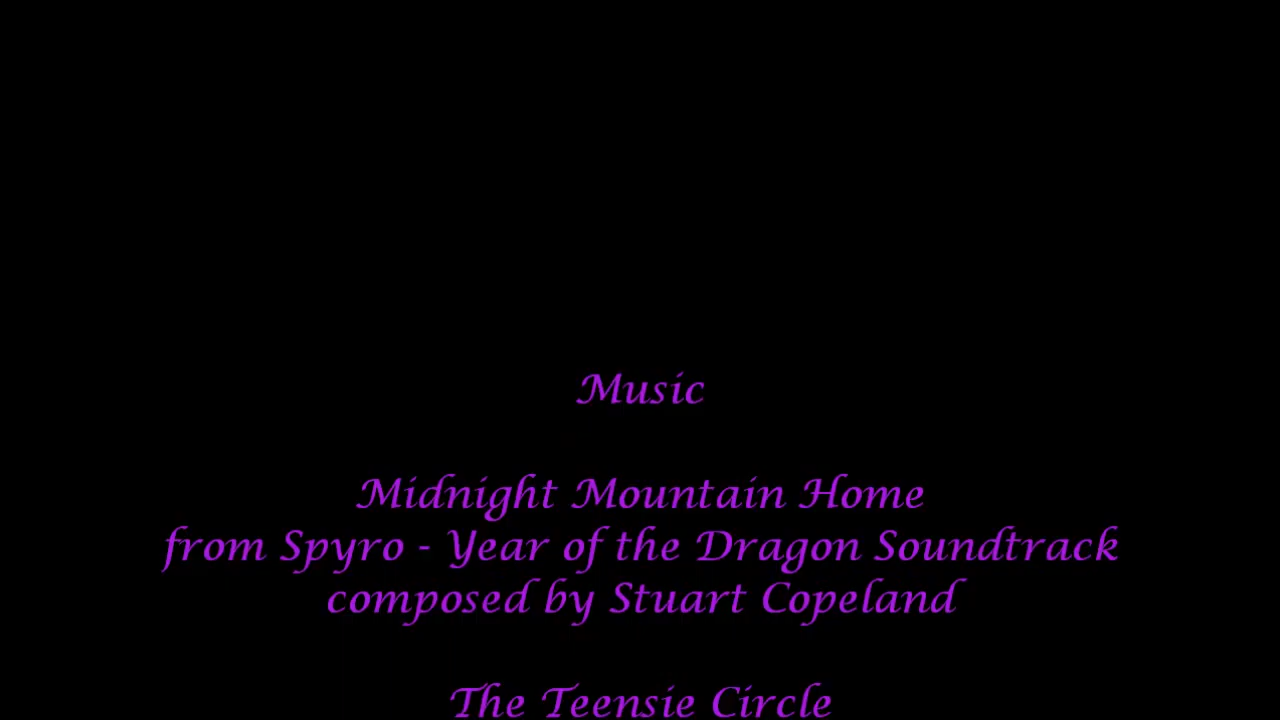 Music
Midnight Mountain Home
from Spyro - Year of the Dragon Soundtrack
composed by Stuart Copeland
The Teensie Circle